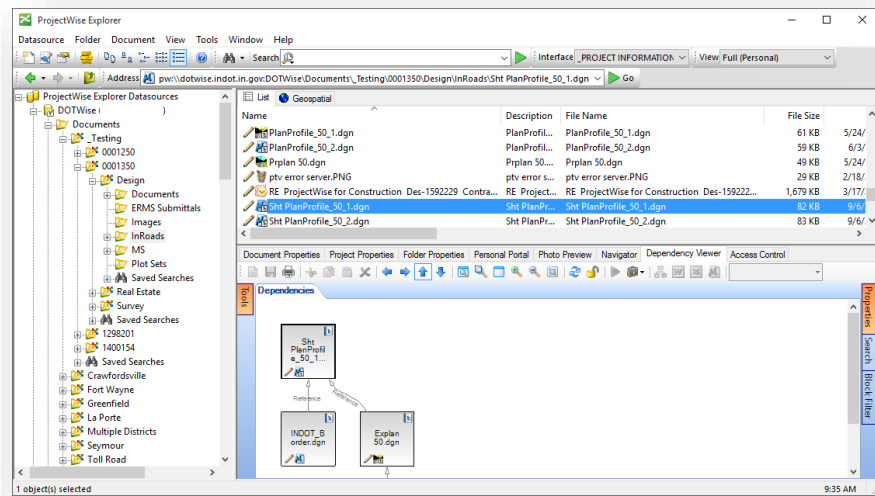 ProjectWise Explorer
Datasource Folder Document View Tools Window Help
Search Interface _PROJECT INFORMATION View Full (Personal)
Address pw:\\dotwise.indot.in.gov:DOTWise\Documents\_Testing\0001350\Design\InRoads\Sht PlanProfile_50_1.dgn Go
ProjectWise Explorer Datasources
DOTWise ( )
Documents
_Testing
0001250
0001350
Design
Documents
ERMS Submittals
Images
InRoads
MS
Plot Sets
Saved Searches
Real Estate
Survey
Saved Searches
1298201
1400154
Saved Searches
Crawfordsville
Fort Wayne
Greenfield
La Porte
Multiple Districts
Seymour
Toll Road
List Geospatial
Name Description File Name File Size
PlanProfile_50_1.dgn PlanProfil... PlanProfile_50_1.dgn 61 KB 5/24/
PlanProfile_50_2.dgn PlanProfil... PlanProfile_50_2.dgn 59 KB 6/3/
Prplan 50.dgn Prplan 50.... Prplan 50.dgn 49 KB 5/24/
ptv error server.PNG ptv error s... ptv error server.PNG 29 KB 2/18/
RE ProjectWise for Construction Des-1592229 Contra... RE Project... RE ProjectWise for Construction Des-159222... 1,679 KB 3/17/
Sht PlanProfile_50_1.dgn Sht PlanPr... Sht PlanProfile_50_1.dgn 82 KB 9/6/
Sht PlanProfile_50_2.dgn Sht PlanPr... Sht PlanProfile_50_2.dgn 83 KB 9/6/
Document Properties Project Properties Folder Properties Personal Portal Photo Preview Navigator Dependency Viewer Access Control
Tools
Dependencies
Sht
PlanProfil
e_50_1...
Reference
Reference
INDOT_B
order.dgn
Explan
50.dgn
Properties
Search
Block Filter
1 object(s) selected 9:35 AM